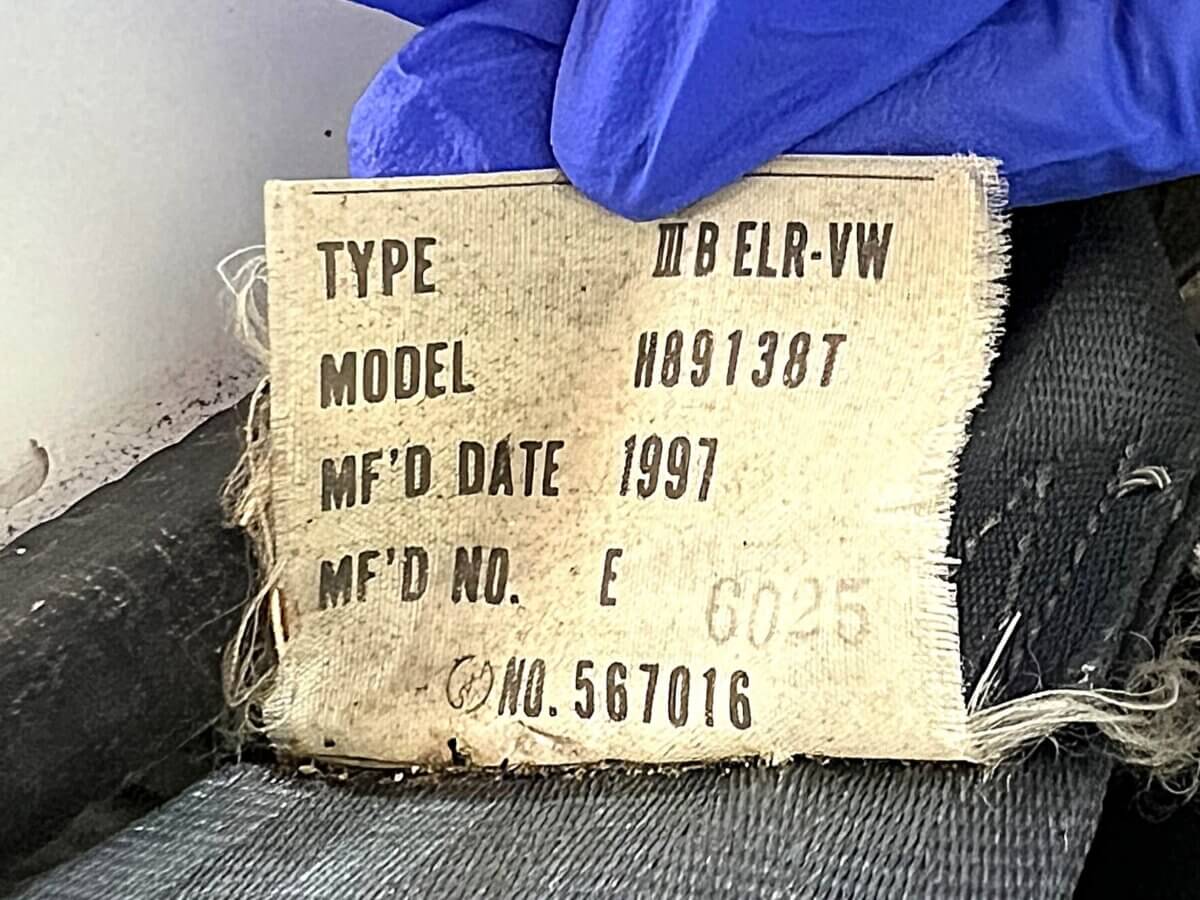 TYPE ⅢB ELR-VW
MODEL H89138T
MF'D DATE 1997
MF'D NO. E 6025
NO. 567016